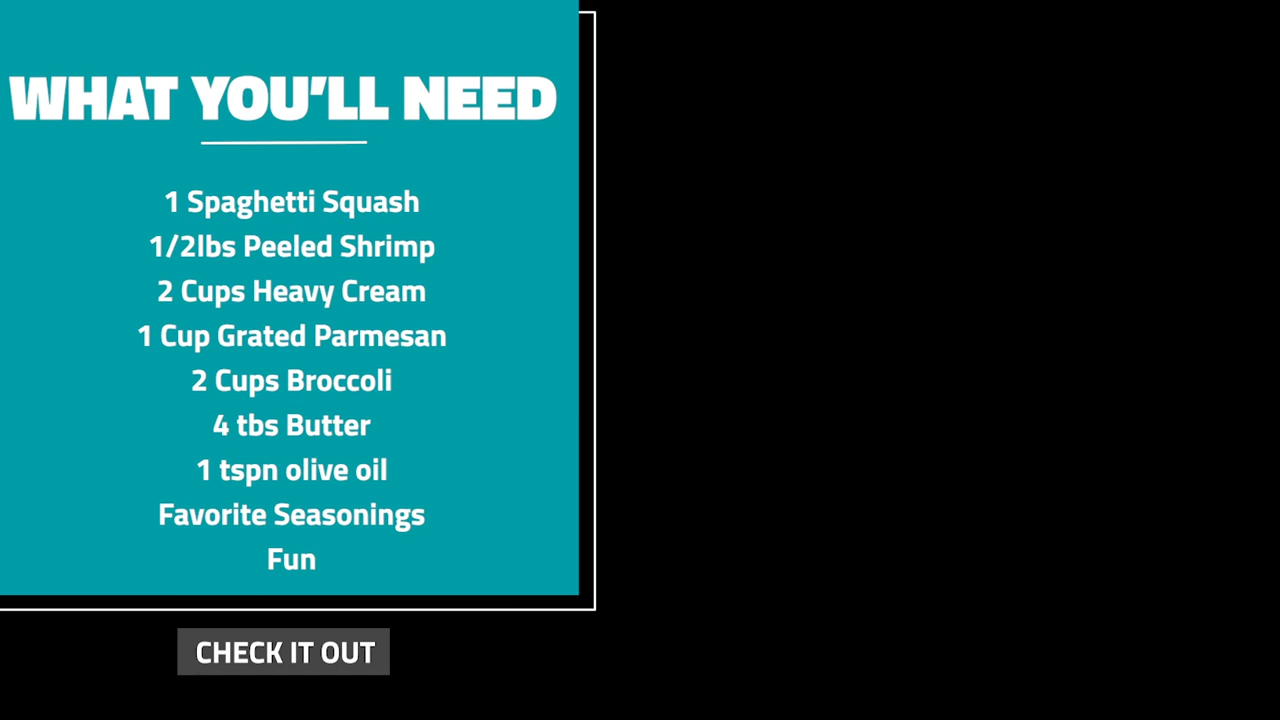 WHAT YOU'LL NEED
1 Spaghetti Squash
1/2lbs Peeled Shrimp
2 Cups Heavy Cream
1 Cup Grated Parmesan
2 Cups Broccoli
4 tbs Butter
1 tspn olive oil
Favorite Seasonings
Fun
CHECK IT OUT